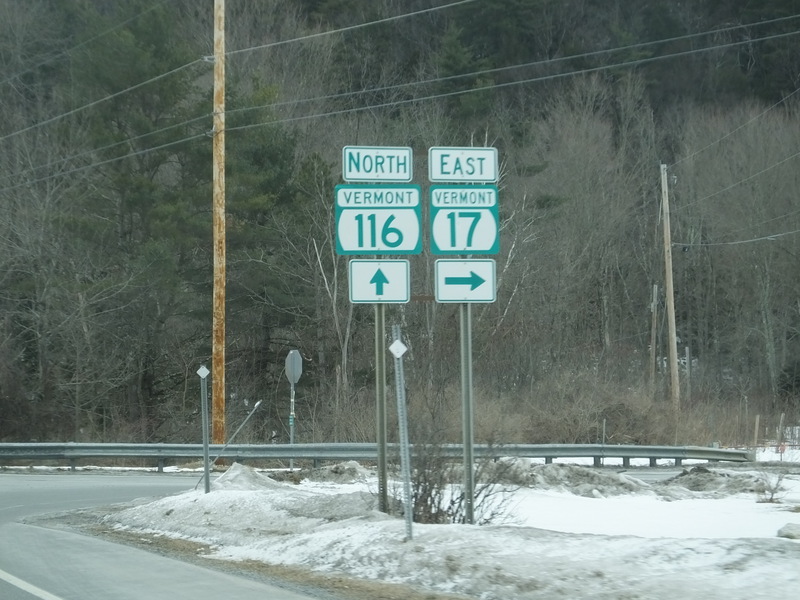 NORTH
VERMONT
116
EAST
VERMONT
17